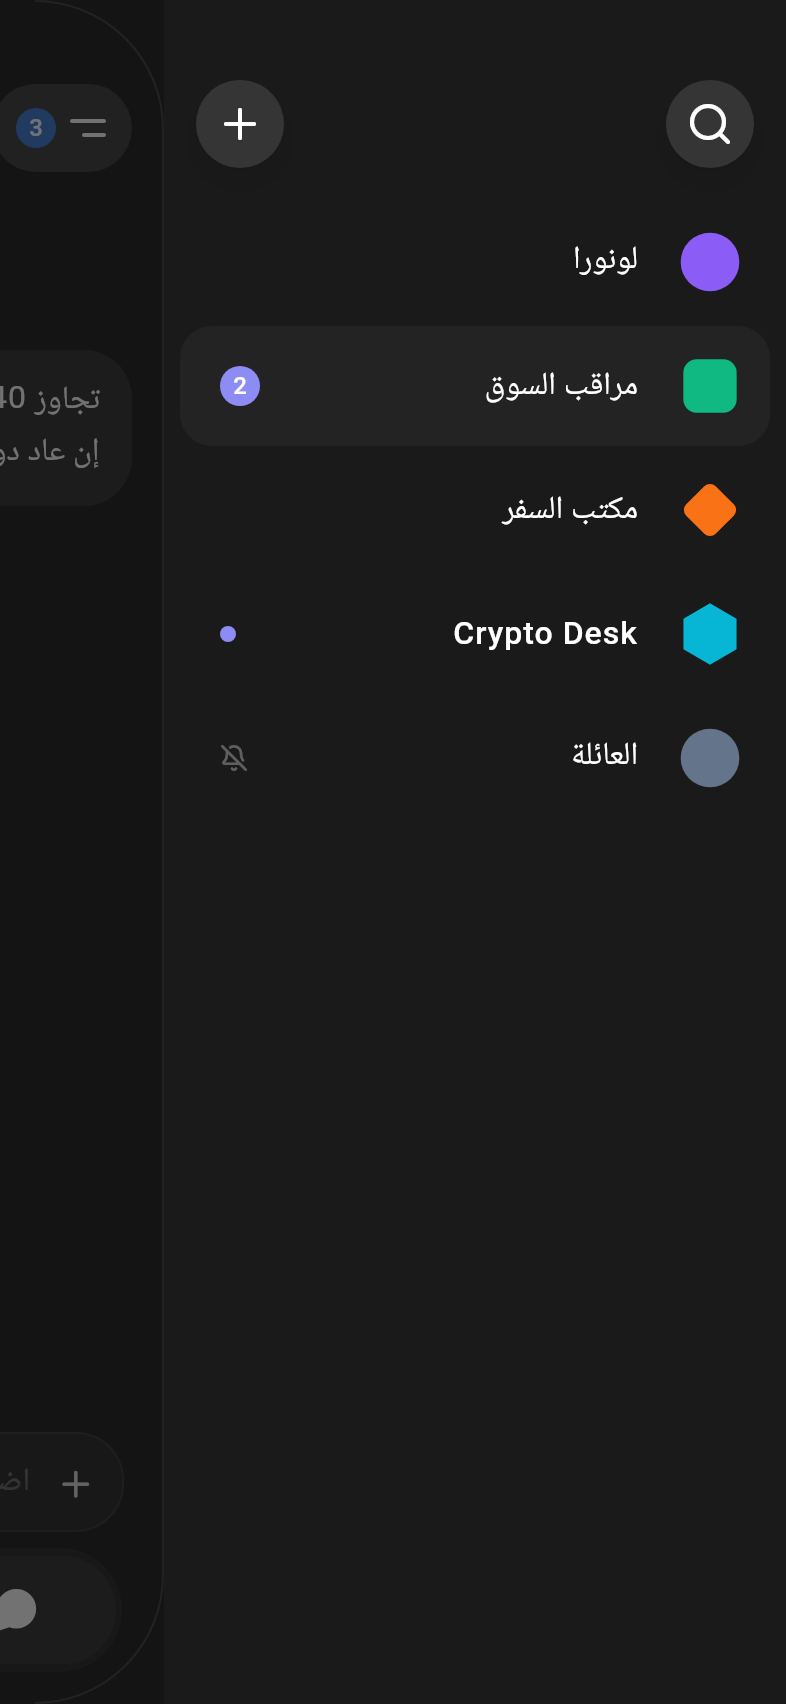 3
لونورا
مراقب السوق
2
مكتب السفر
Crypto Desk
العائلة
تجاوز 40
إن عاد